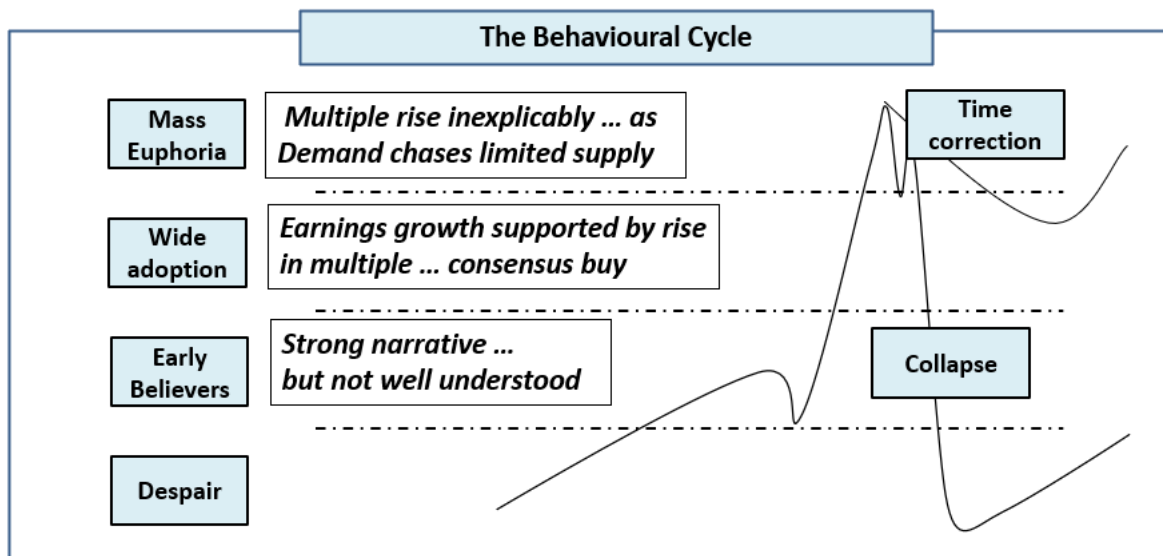 The Behavioural Cycle
Mass
Euphoria
Multiple rise inexplicably … as
Demand chases limited supply
Time
correction
Wide
adoption
Earnings growth supported by rise
in multiple … consensus buy
Early
Believers
Strong narrative …
but not well understood
Collapse
Despair